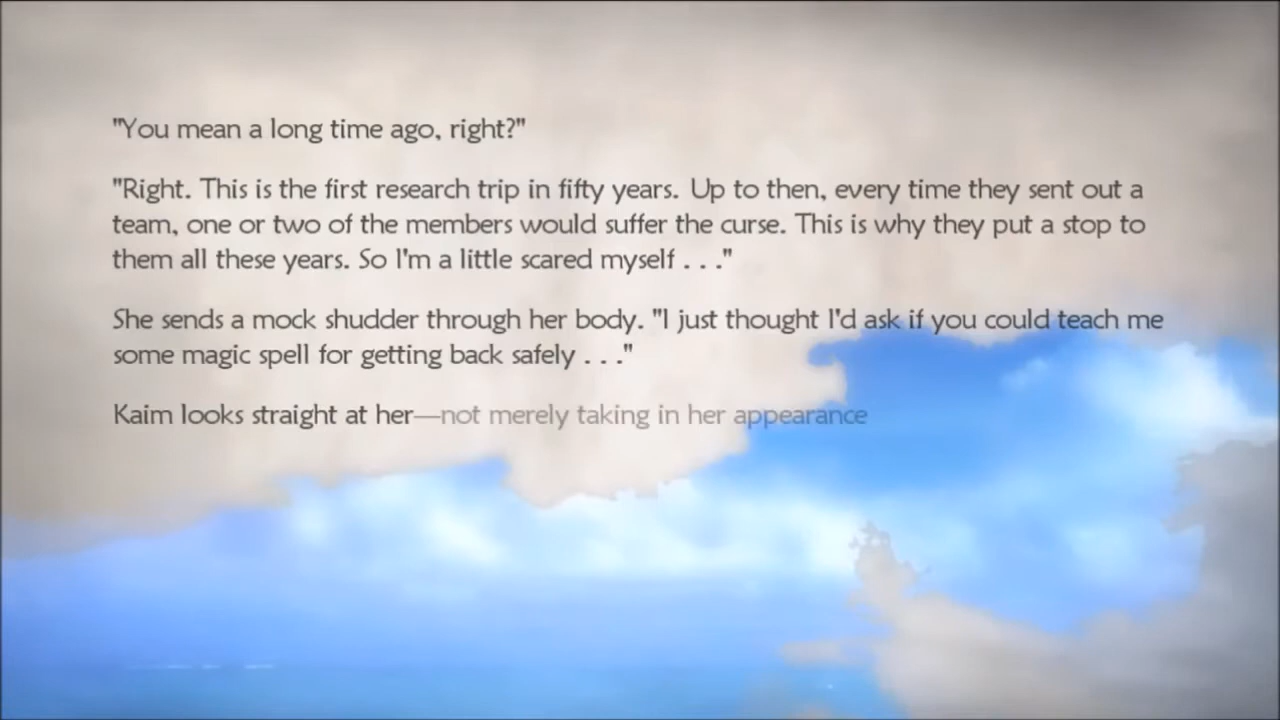 "You mean a long time ago, right?"
"Right. This is the first research trip in fifty years. Up to then, every time they sent out a
team, one or two of the members would suffer the curse. This is why they put a stop to
them all these years. So I'm a little scared myself . . ."
She sends a mock shudder through her body. "I just thought I'd ask if you could teach me
some magic spell for getting back safely . . ."
Kaim looks straight at her—not merely taking in her appearance